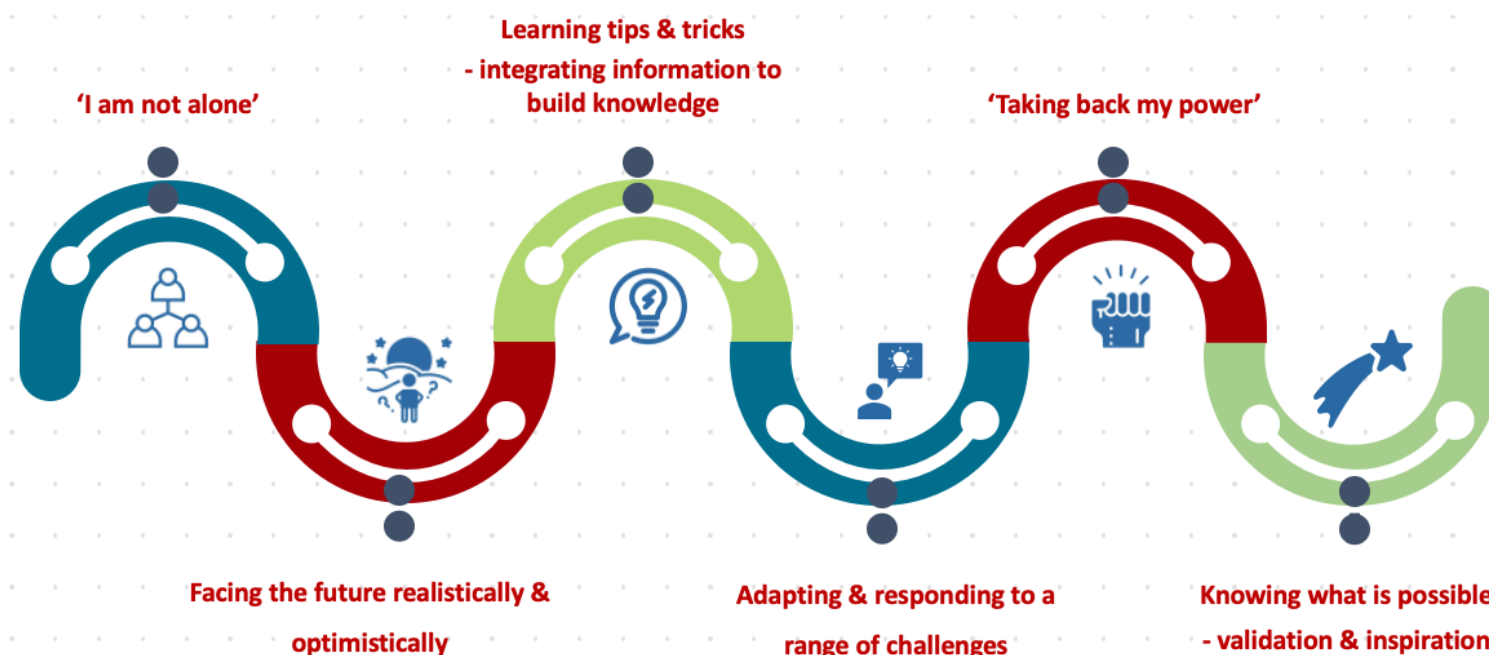 ‘I am not alone’
Facing the future realistically &
optimistically
Learning tips & tricks
- integrating information to
build knowledge
Adapting & responding to a
range of challenges
‘Taking back my power’
Knowing what is possible
- validation & inspiration